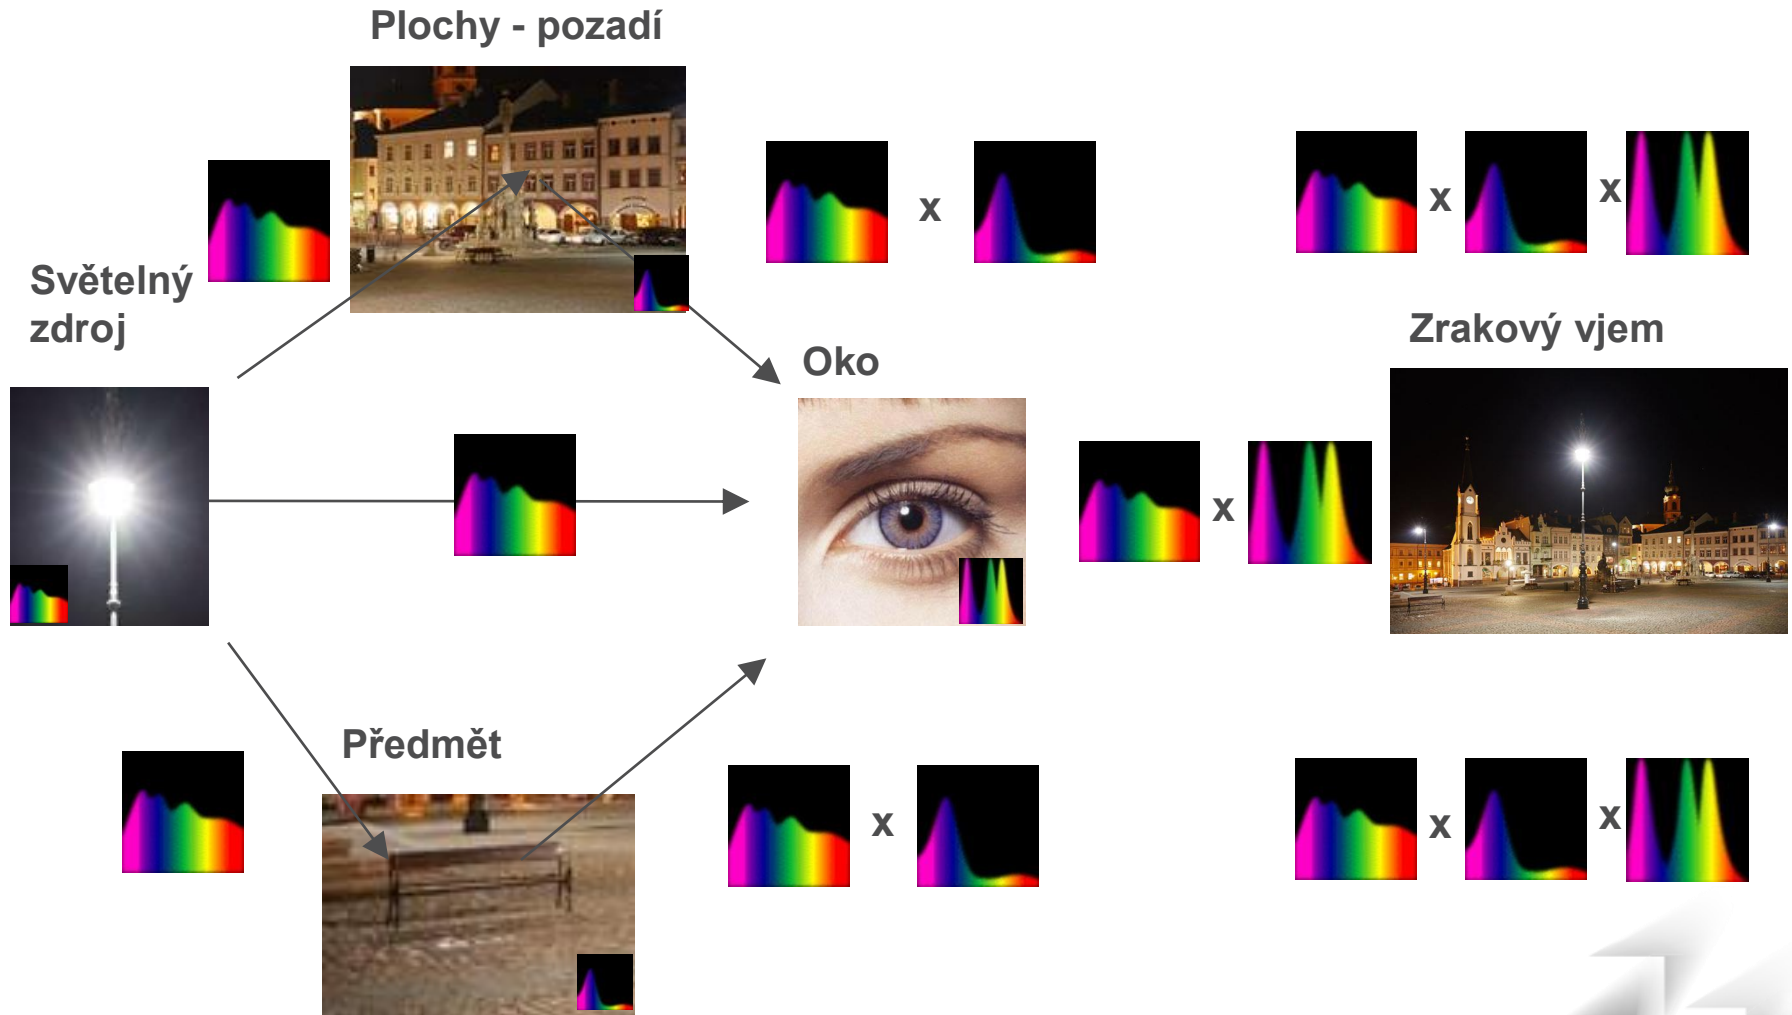 Plochy - pozadí
x
x
x
Světelný
zdroj
Zrakový vjem
Oko
x
Předmět
x
x
x